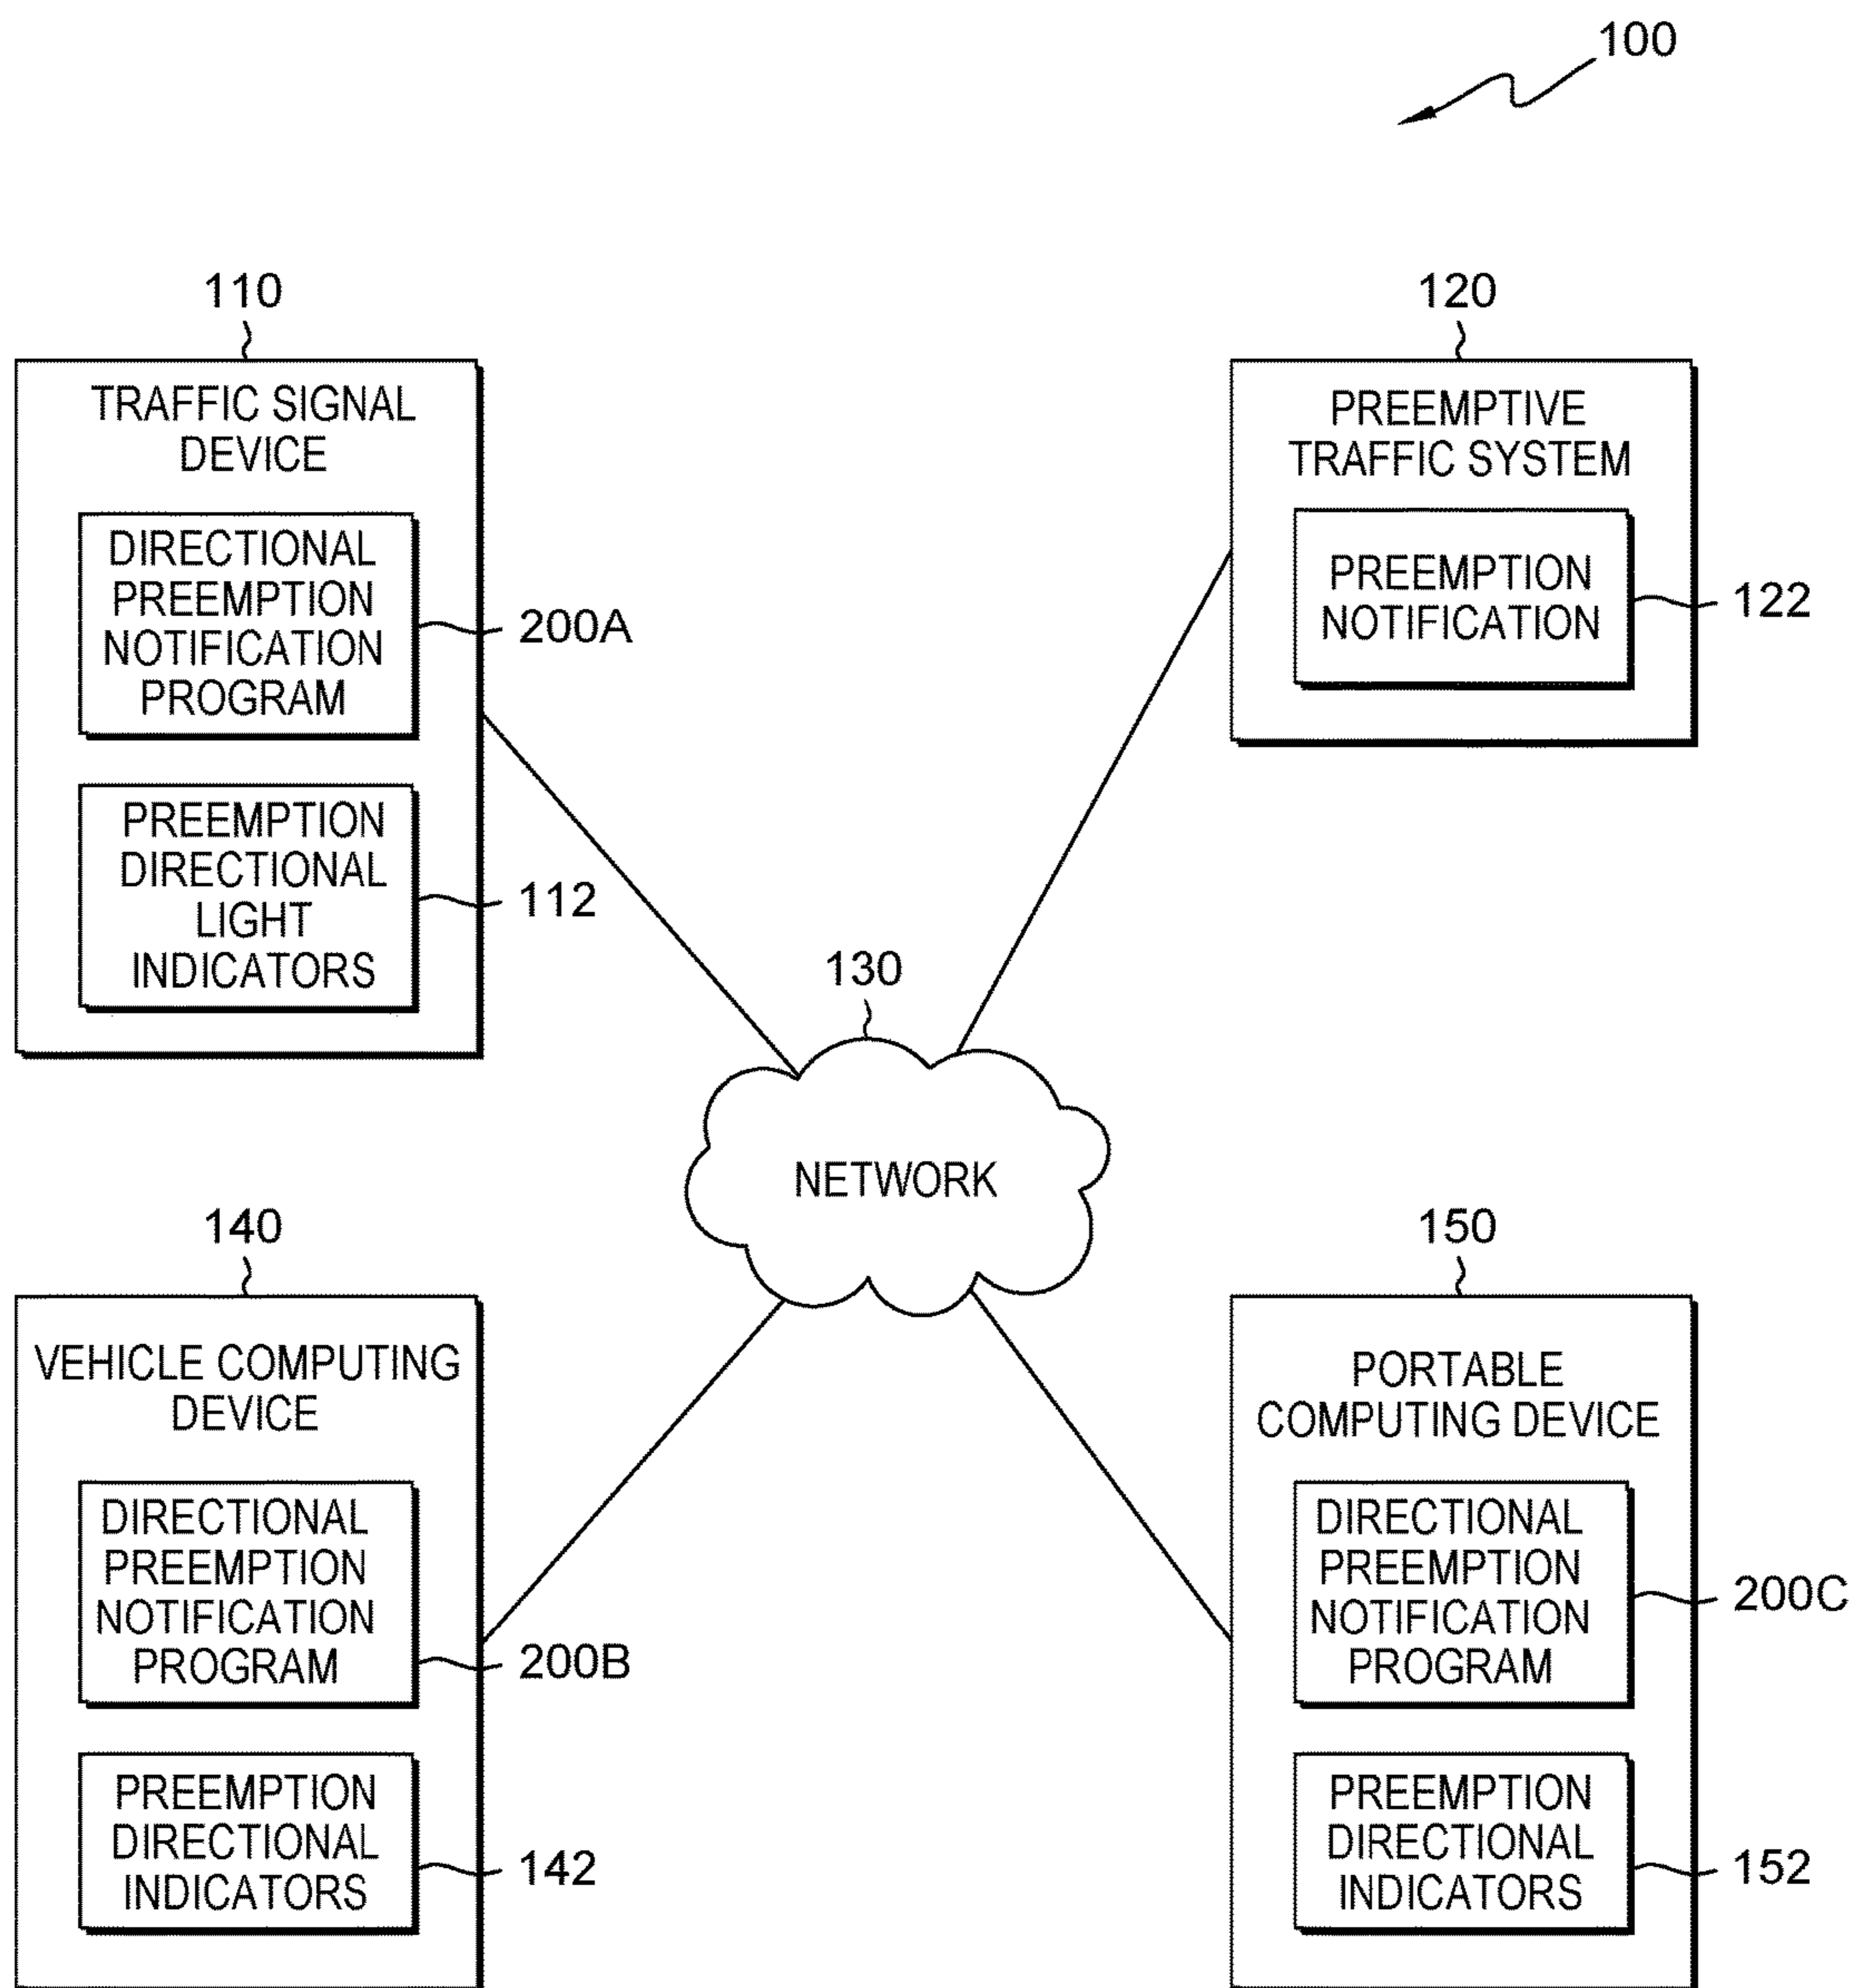 100
110
TRAFFIC SIGNAL
DEVICE
DIRECTIONAL
PREEMPTION
NOTIFICATION
PROGRAM
200A
PREEMPTION
DIRECTIONAL
LIGHT
INDICATORS
112
120
PREEMPTIVE
TRAFFIC SYSTEM
PREEMPTION
NOTIFICATION
122
130
NETWORK
140
VEHICLE COMPUTING
DEVICE
DIRECTIONAL
PREEMPTION
NOTIFICATION
PROGRAM
200B
PREEMPTION
DIRECTIONAL
INDICATORS
142
150
PORTABLE
COMPUTING DEVICE
DIRECTIONAL
PREEMPTION
NOTIFICATION
PROGRAM
200C
PREEMPTION
DIRECTIONAL
INDICATORS
152